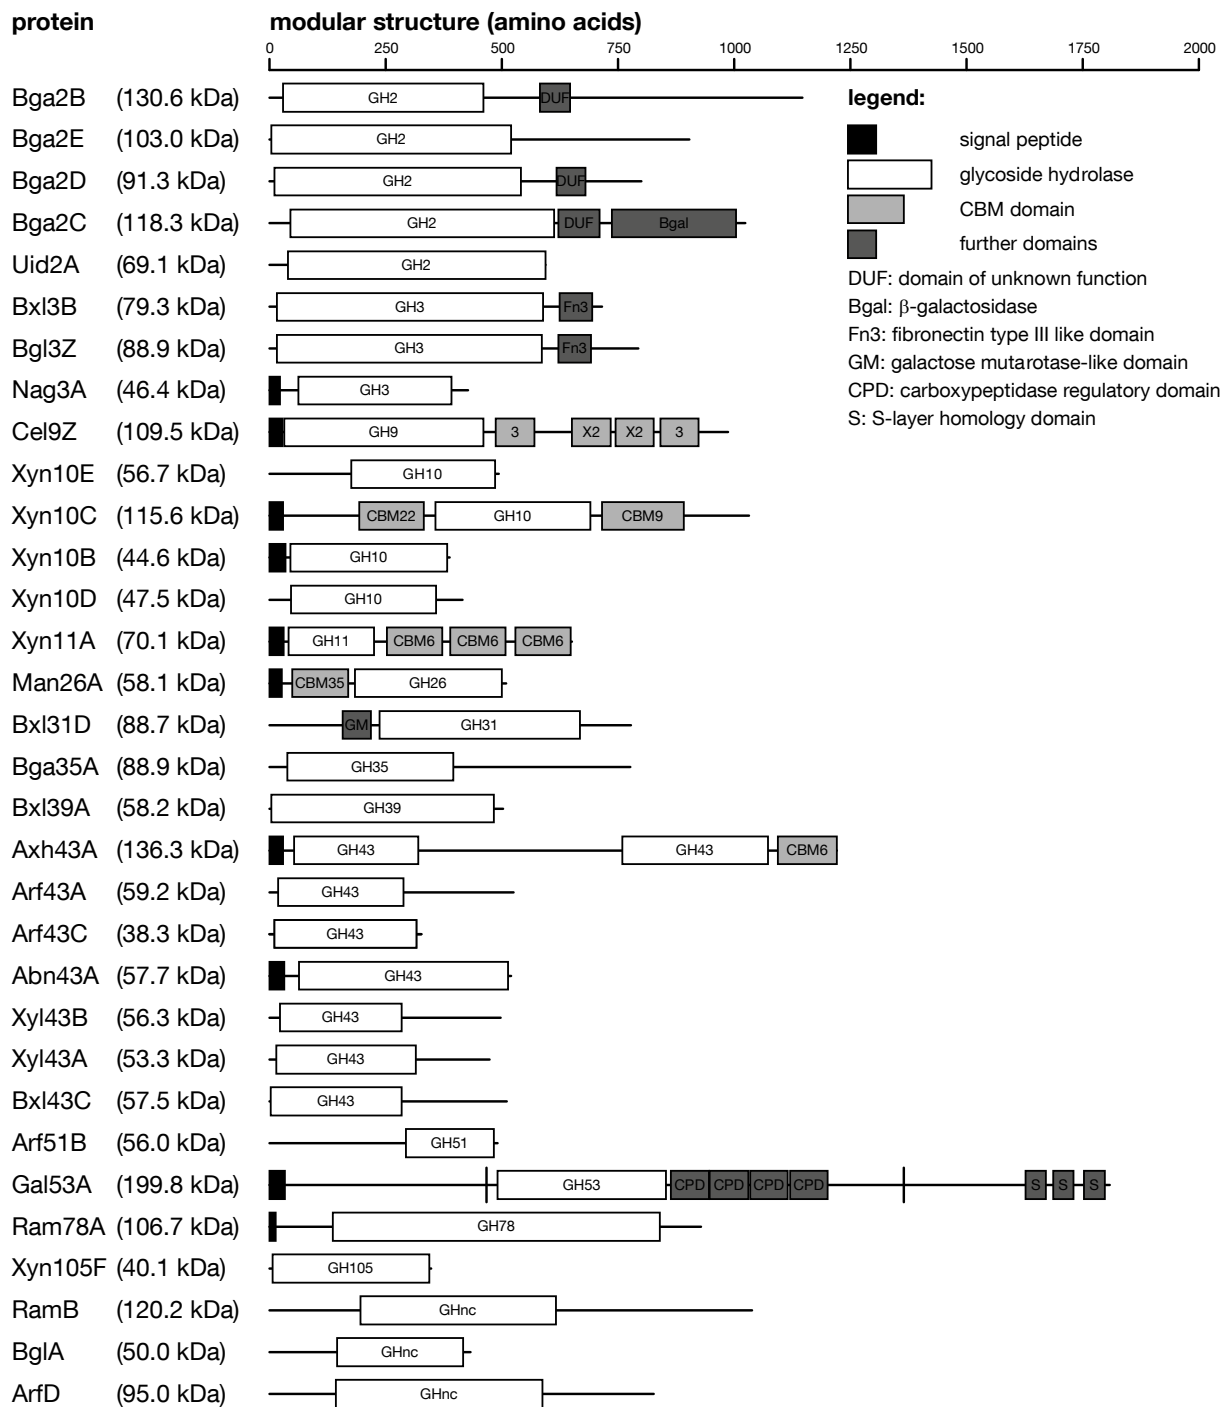 protein modular structure (amino acids)
0 250 500 750 1000 1250 1500 1750 2000
Bga2B (130.6 kDa) GH2 DUF
Bga2E (103.0 kDa) GH2
Bga2D (91.3 kDa) GH2 DUF
Bga2C (118.3 kDa) GH2 DUF Bgal
Uid2A (69.1 kDa) GH2
Bxl3B (79.3 kDa) GH3 Fn3
Bgl3Z (88.9 kDa) GH3 Fn3
Nag3A (46.4 kDa) GH3
Cel9Z (109.5 kDa) GH9 3 X2 X2 3
Xyn10E (56.7 kDa) GH10
Xyn10C (115.6 kDa) CBM22 GH10 CBM9
Xyn10B (44.6 kDa) GH10
Xyn10D (47.5 kDa) GH10
Xyn11A (70.1 kDa) GH11 CBM6 CBM6 CBM6
Man26A (58.1 kDa) CBM35 GH26
Bxl31D (88.7 kDa) GM GH31
Bga35A (88.9 kDa) GH35
Bxl39A (58.2 kDa) GH39
Axh43A (136.3 kDa) GH43 GH43 CBM6
Arf43A (59.2 kDa) GH43
Arf43C (38.3 kDa) GH43
Abn43A (57.7 kDa) GH43
Xyl43B (56.3 kDa) GH43
Xyl43A (53.3 kDa) GH43
Bxl43C (57.5 kDa) GH43
Arf51B (56.0 kDa) GH51
Gal53A (199.8 kDa) GH53 CPD CPD CPD CPD S S S
Ram78A (106.7 kDa) GH78
Xyn105F (40.1 kDa) GH105
RamB (120.2 kDa) GHnc
BglA (50.0 kDa) GHnc
ArfD (95.0 kDa) GHnc
legend:
signal peptide
glycoside hydrolase
CBM domain
further domains
DUF: domain of unknown function
Bgal: β-galactosidase
Fn3: fibronectin type III like domain
GM: galactose mutarotase-like domain
CPD: carboxypeptidase regulatory domain
S: S-layer homology domain